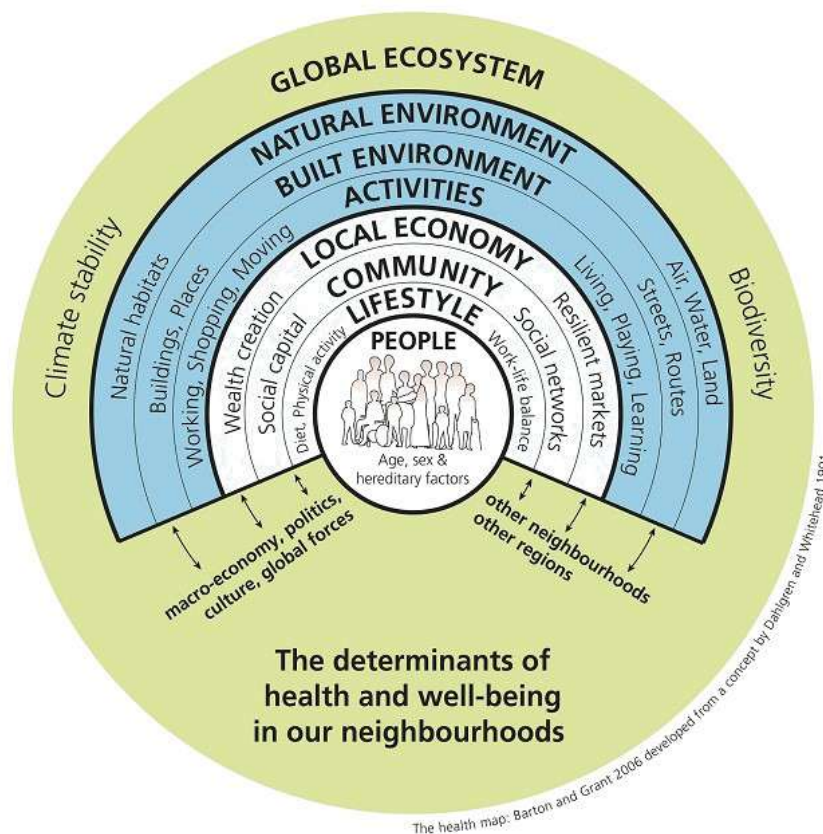 GLOBAL ECOSYSTEM
NATURAL ENVIRONMENT
BUILT ENVIRONMENT
ACTIVITIES
LOCAL ECONOMY
COMMUNITY
LIFESTYLE
PEOPLE
Age, sex &
hereditary factors
Climate stability
Natural habitats
Buildings, Places
Working, Shopping, Moving
Wealth creation
Social capital
Diet, Physical activity
Work-life balance
Social networks
Resilient markets
Living, Playing, Learning
Streets, Routes
Air, Water, Land
Biodiversity
macro-economy, politics,
culture, global forces
other neighbourhoods
other regions
The determinants of
health and well-being
in our neighbourhoods
The health map: Barton and Grant 2006 developed from a concept by Dahlgren and Whitehead